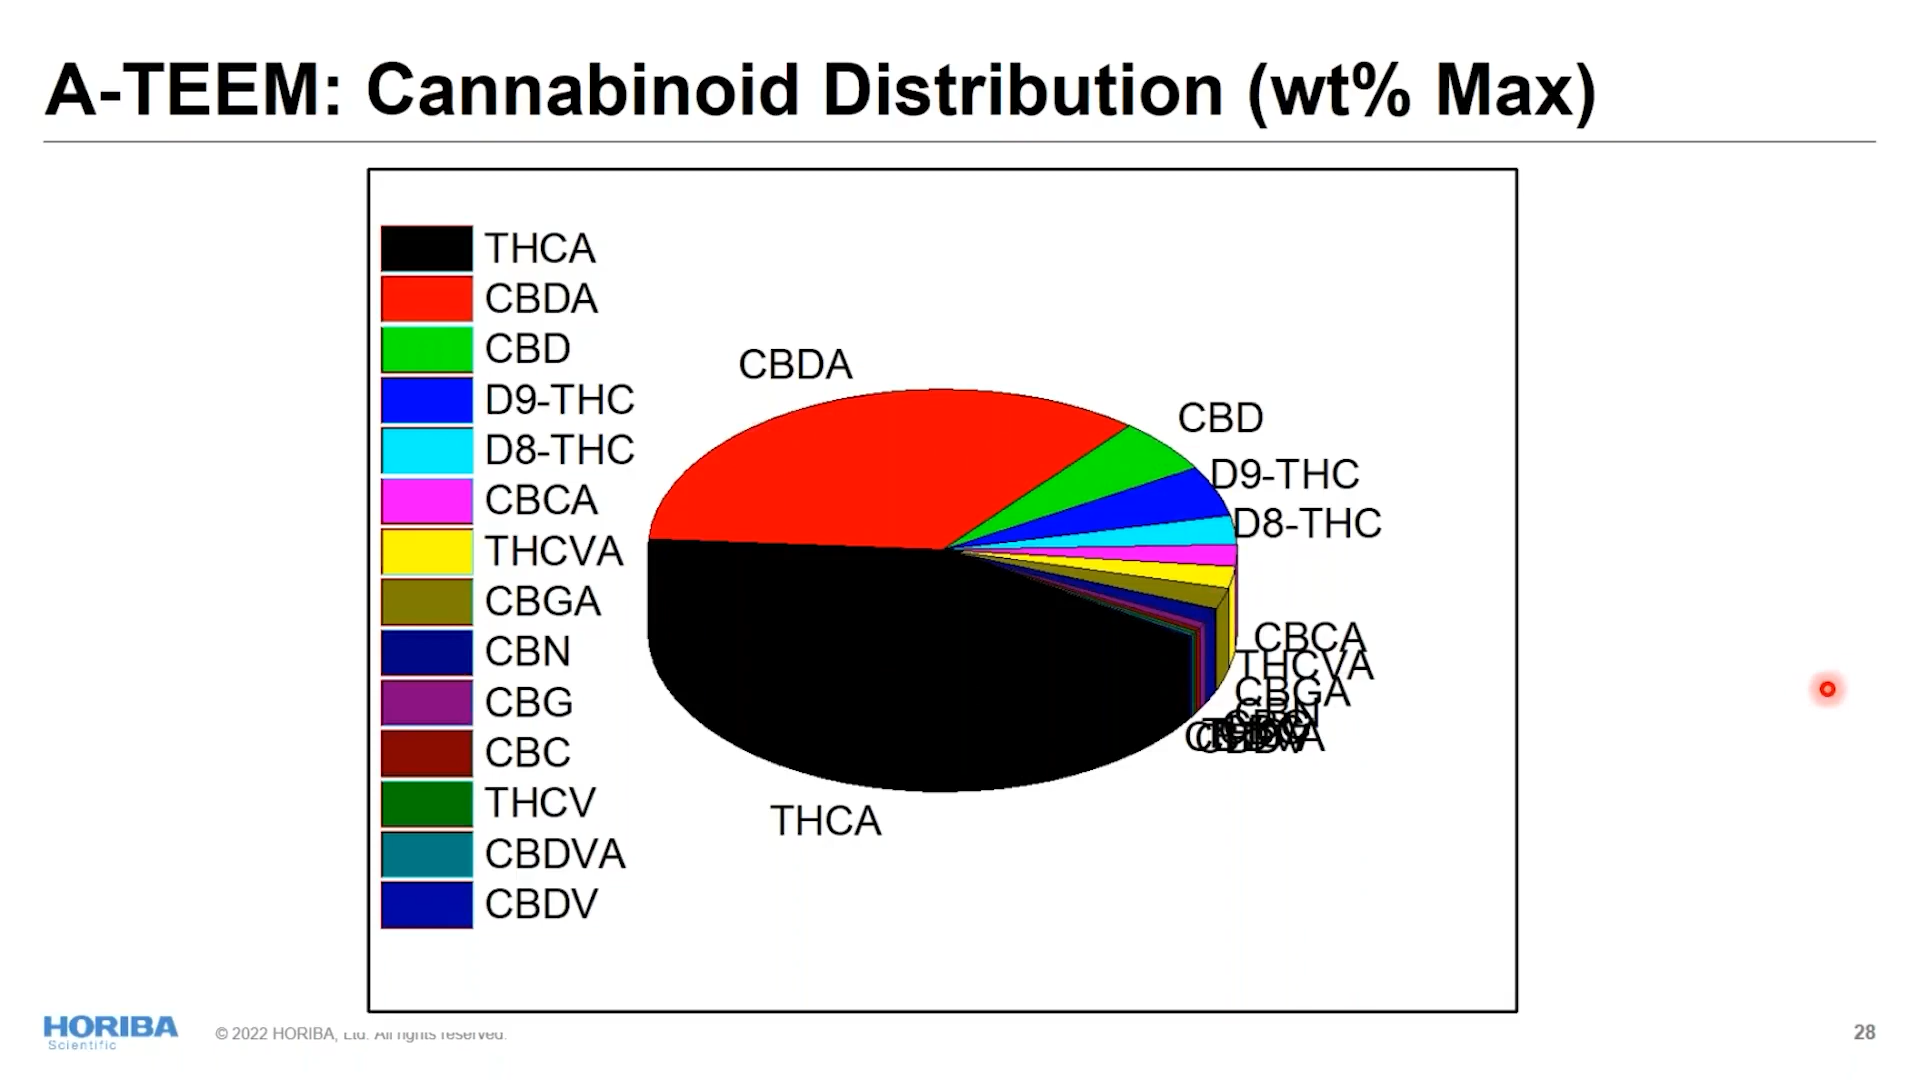 A-TEEM: Cannabinoid Distribution (wt% Max)
THCA
CBDA
CBD
D9-THC
D8-THC
CBCA
THCVA
CBGA
CBN
CBG
CBC
THCV
CBDVA
CBDV
CBDA
CBD
D9-THC
D8-THC
CBCA
THCVA
CBGA
CBN
THCA
HORIBA
Scientific
© 2022 HORIBA, Ltd. All rights reserved.
28